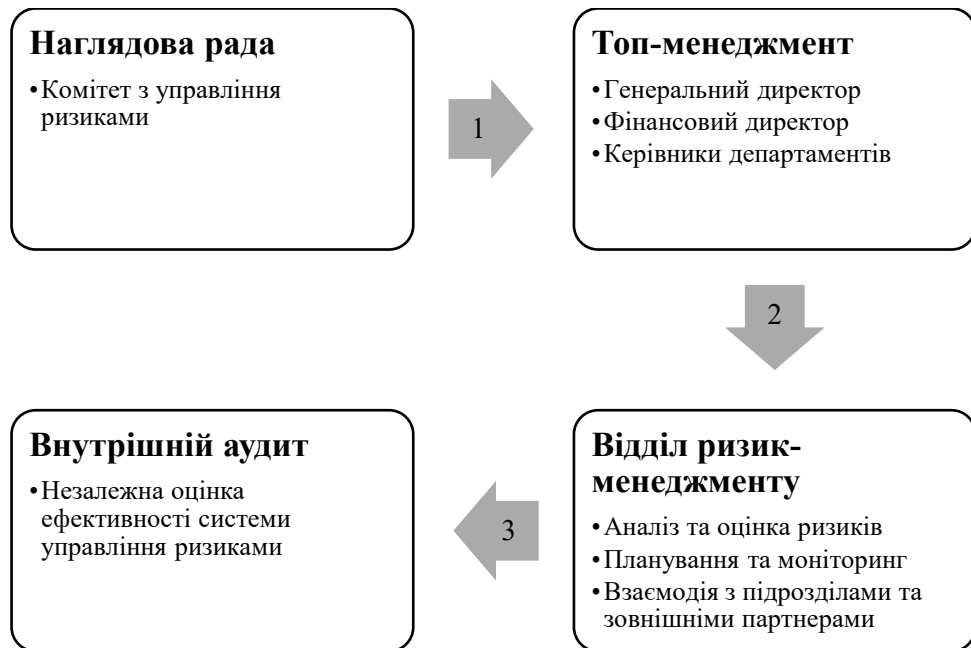 Наглядова рада
•Комітет з управління
ризиками
1
Топ-менеджмент
•Генеральний директор
•Фінансовий директор
•Керівники департаментів
2
Відділ ризик-
менеджменту
•Аналіз та оцінка ризиків
•Планування та моніторинг
•Взаємодія з підрозділами та
зовнішніми партнерами
3
Внутрішній аудит
•Незалежна оцінка
ефективності системи
управління ризиками